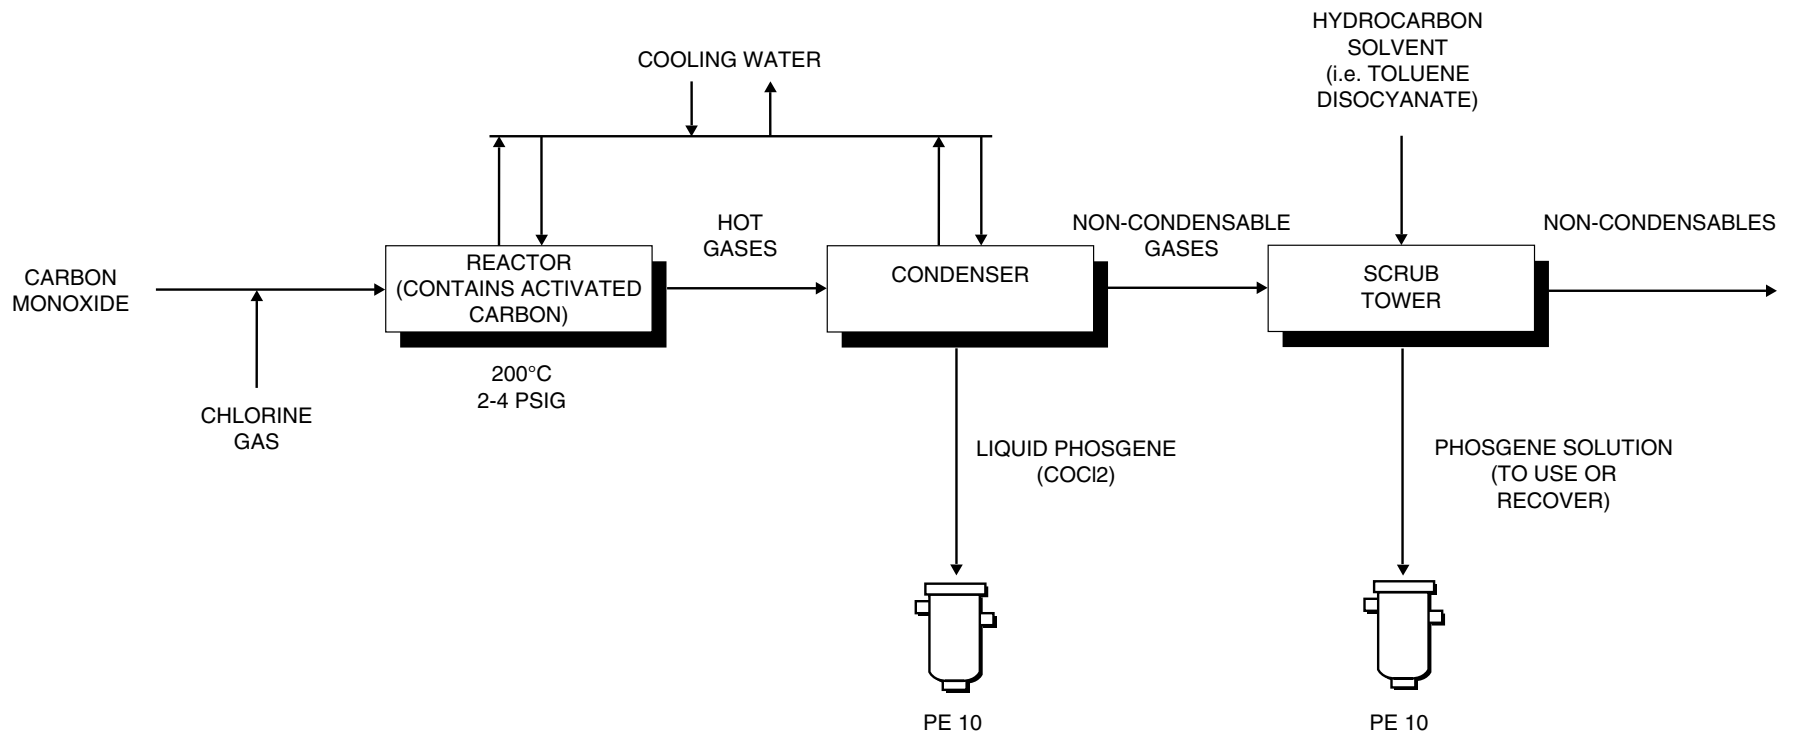 HYDROCARBON
SOLVENT
(i.e. TOLUENE
DISOCYANATE)
COOLING WATER
HOT
GASES
NON-CONDENSABLE
GASES
NON-CONDENSABLES
CARBON
MONOXIDE
REACTOR
(CONTAINS ACTIVATED
CARBON)
CONDENSER
SCRUB
TOWER
200°C
2-4 PSIG
CHLORINE
GAS
LIQUID PHOSGENE
(COCl2)
PHOSGENE SOLUTION
(TO USE OR
RECOVER)
PE 10
PE 10